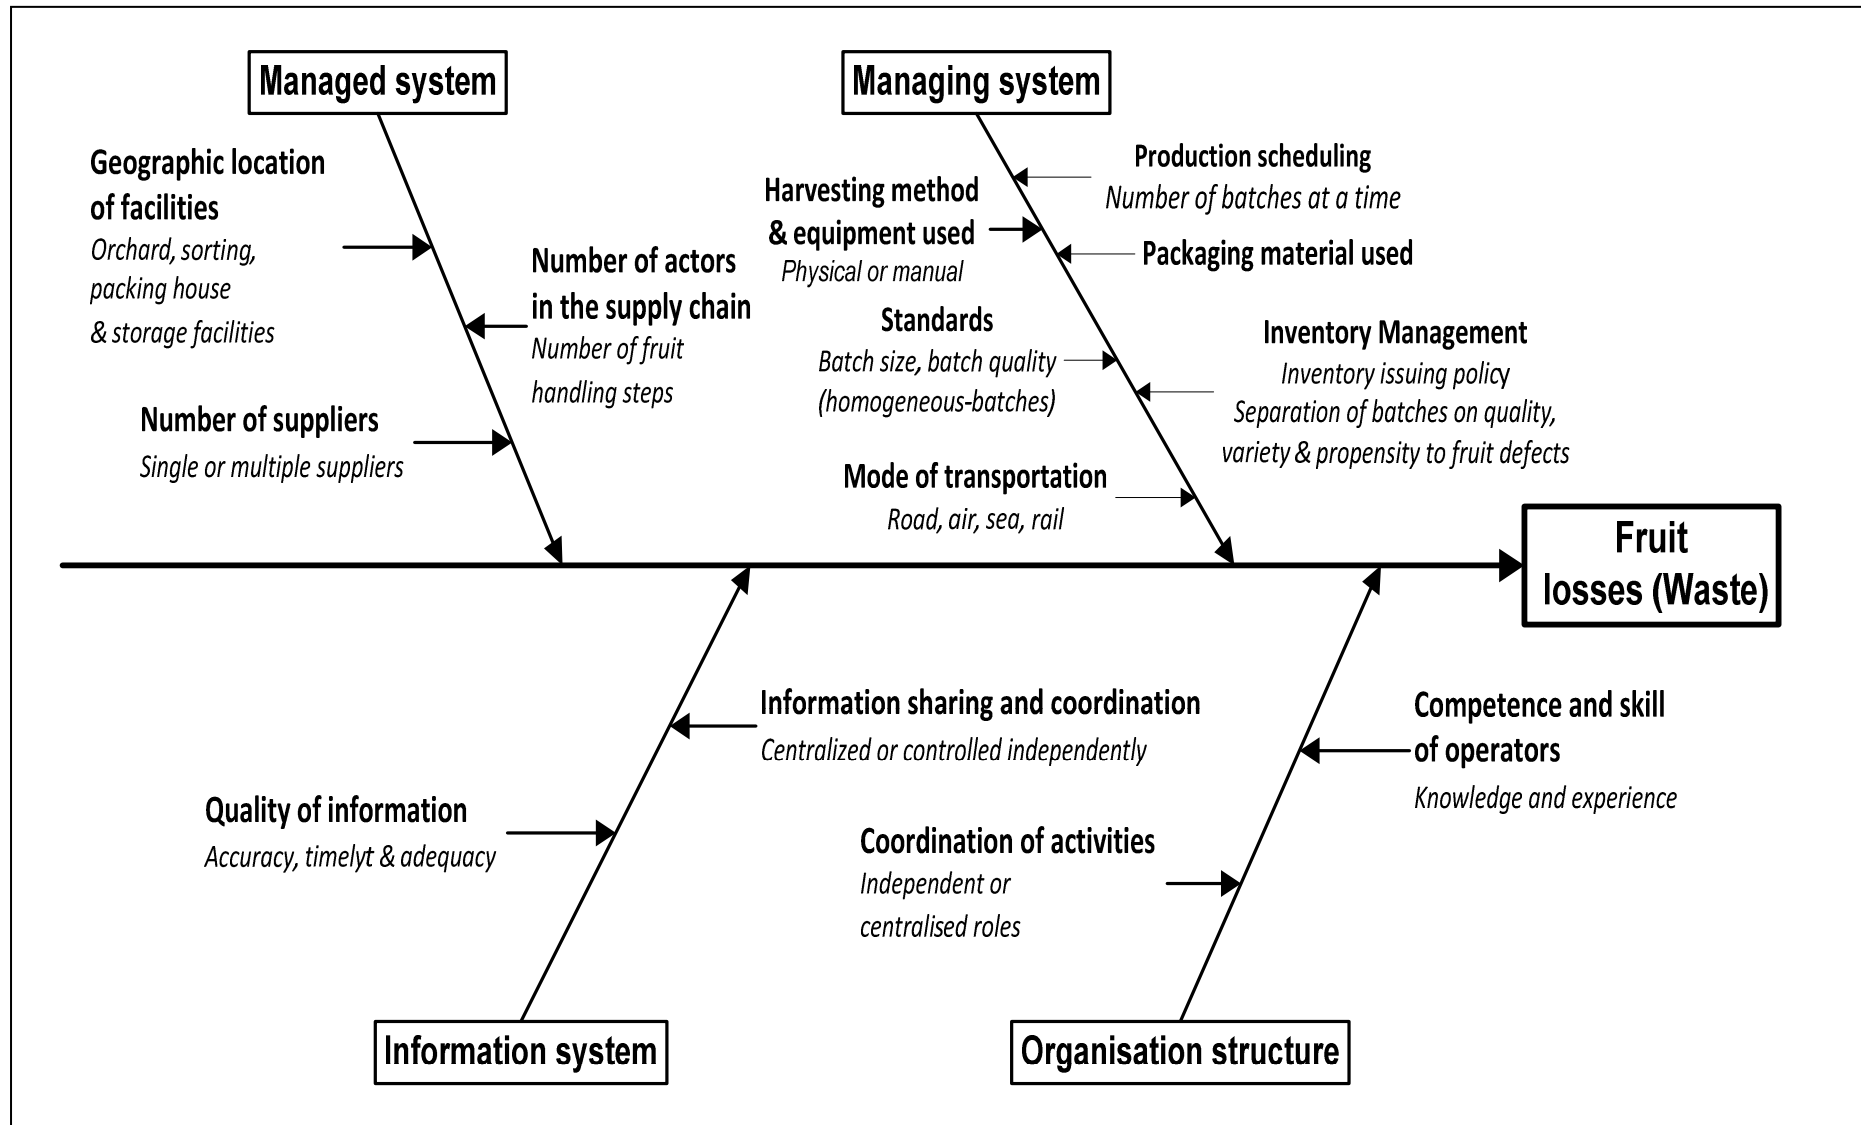 Managed system
Managing system
Geographic location
of facilities
Orchard, sorting,
packing house
& storage facilities
Number of actors
in the supply chain
Number of fruit
handling steps
Number of suppliers
Single or multiple suppliers
Harvesting method
& equipment used
Physical or manual
Production scheduling
Number of batches at a time
Packaging material used
Standards
Batch size, batch quality
(homogeneous-batches)
Inventory Management
Inventory issuing policy
Separation of batches on quality,
variety & propensity to fruit defects
Mode of transportation
Road, air, sea, rail
Fruit
losses (Waste)
Information sharing and coordination
Centralized or controlled independently
Quality of information
Accuracy, timelyt & adequacy
Competence and skill
of operators
Knowledge and experience
Coordination of activities
Independent or
centralised roles
Information system
Organisation structure